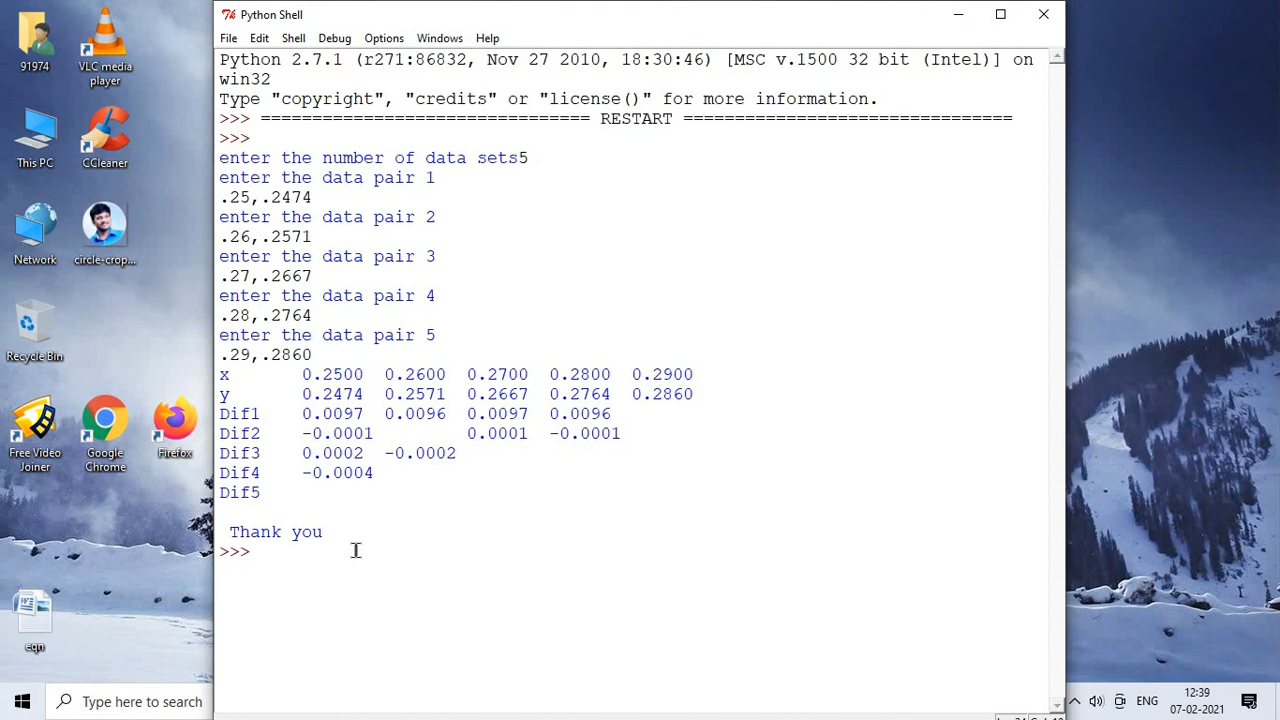 Python Shell
File Edit Shell Debug Options Windows Help
Python 2.7.1 (r271:86832, Nov 27 2010, 18:30:46) [MSC v.1500 32 bit (Intel)] on
win32
Type "copyright", "credits" or "license()" for more information.
>>> ================================ RESTART ================================
>>>
enter the number of data sets5
enter the data pair 1
.25,.2474
enter the data pair 2
.26,.2571
enter the data pair 3
.27,.2667
enter the data pair 4
.28,.2764
enter the data pair 5
.29,.2860
x 0.2500 0.2600 0.2700 0.2800 0.2900
y 0.2474 0.2571 0.2667 0.2764 0.2860
Dif1 0.0097 0.0096 0.0097 0.0096
Dif2 -0.0001 0.0001 -0.0001
Dif3 0.0002 -0.0002
Dif4 -0.0004
Dif5
Thank you
>>>
91974
VLC media
player
This PC
CCleaner
Network
circle-crop...
Recycle Bin
Free Video
Joiner
Google
Chrome
Firefox
eqn
Type here to search
ENG
12:39
07-02-2021